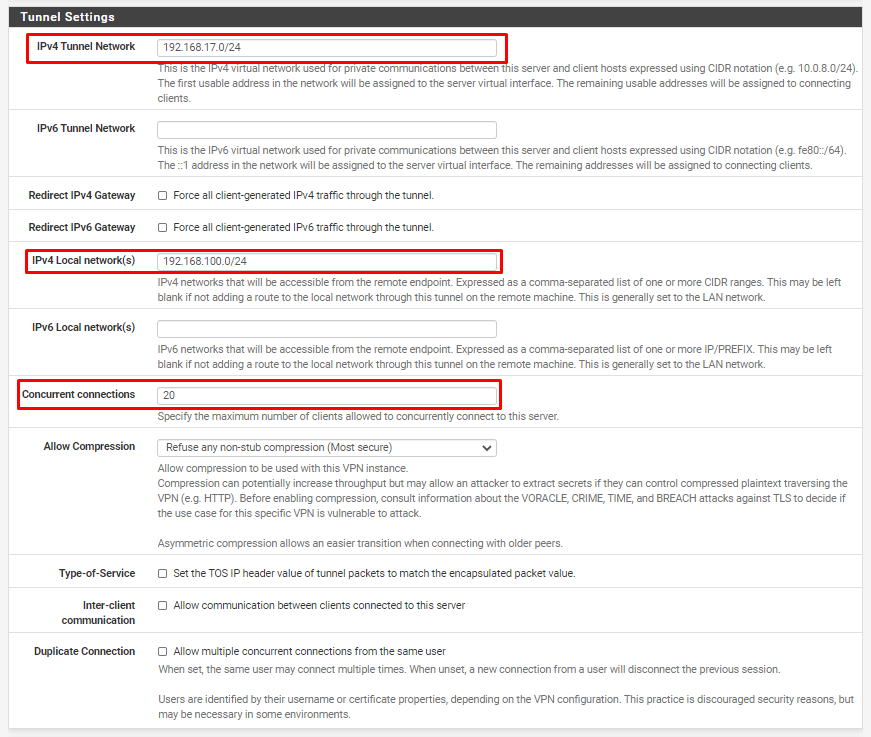 Tunnel Settings
IPv4 Tunnel Network
192.168.17.0/24
This is the IPv4 virtual network used for private communications between this server and client hosts expressed using CIDR notation (e.g. 10.0.8.0/24).
The first usable address in the network will be assigned to the server virtual interface. The remaining usable addresses will be assigned to connecting
clients.
IPv6 Tunnel Network
This is the IPv6 virtual network used for private communications between this server and client hosts expressed using CIDR notation (e.g. fe80::/64).
The ::1 address in the network will be assigned to the server virtual interface. The remaining addresses will be assigned to connecting clients.
Redirect IPv4 Gateway
Force all client-generated IPv4 traffic through the tunnel.
Redirect IPv6 Gateway
Force all client-generated IPv6 traffic through the tunnel.
IPv4 Local network(s)
192.168.100.0/24
IPv4 networks that will be accessible from the remote endpoint. Expressed as a comma-separated list of one or more CIDR ranges. This may be left
blank if not adding a route to the local network through this tunnel on the remote machine. This is generally set to the LAN network.
IPv6 Local network(s)
IPv6 networks that will be accessible from the remote endpoint. Expressed as a comma-separated list of one or more IP/PREFIX. This may be left
blank if not adding a route to the local network through this tunnel on the remote machine. This is generally set to the LAN network.
Concurrent connections
20
Specify the maximum number of clients allowed to concurrently connect to this server.
Allow Compression
Refuse any non-stub compression (Most secure)
Allow compression to be used with this VPN instance.
Compression can potentially increase throughput but may allow an attacker to extract secrets if they can control compressed plaintext traversing the
VPN (e.g. HTTP). Before enabling compression, consult information about the VORACLE, CRIME, TIME, and BREACH attacks against TLS to decide if
the use case for this specific VPN is vulnerable to attack.
Asymmetric compression allows an easier transition when connecting with older peers.
Type-of-Service
Set the TOS IP header value of tunnel packets to match the encapsulated packet value.
Inter-client
communication
Allow communication between clients connected to this server
Duplicate Connection
Allow multiple concurrent connections from the same user
When set, the same user may connect multiple times. When unset, a new connection from a user will disconnect the previous session.
Users are identified by their username or certificate properties, depending on the VPN configuration. This practice is discouraged security reasons, but
may be necessary in some environments.